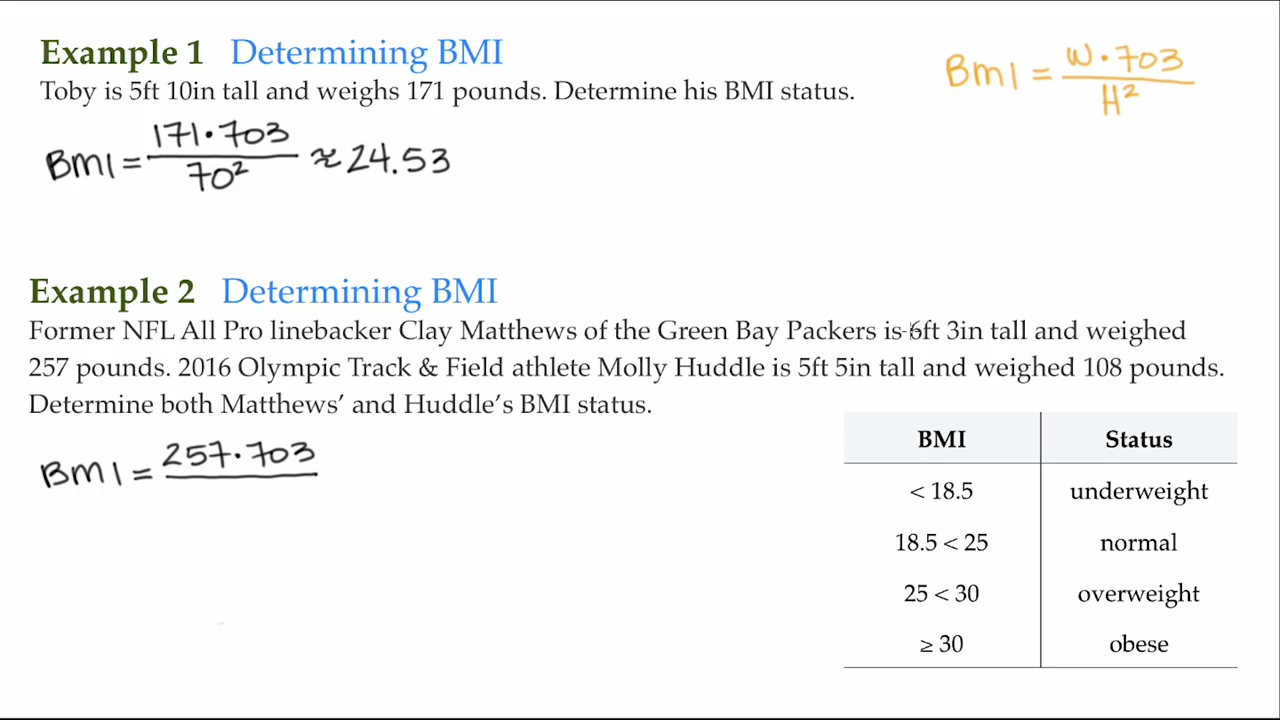 Example 1 Determining BMI
Toby is 5ft 10in tall and weighs 171 pounds. Determine his BMI status.
BMI = W·703 / H²
BMI = 171·703 / 70² ≈ 24.53
Example 2 Determining BMI
Former NFL All Pro linebacker Clay Matthews of the Green Bay Packers is 6ft 3in tall and weighed
257 pounds. 2016 Olympic Track & Field athlete Molly Huddle is 5ft 5in tall and weighed 108 pounds.
Determine both Matthews’ and Huddle’s BMI status.
BMI = 257·703
BMI Status
< 18.5 underweight
18.5 < 25 normal
25 < 30 overweight
≥ 30 obese